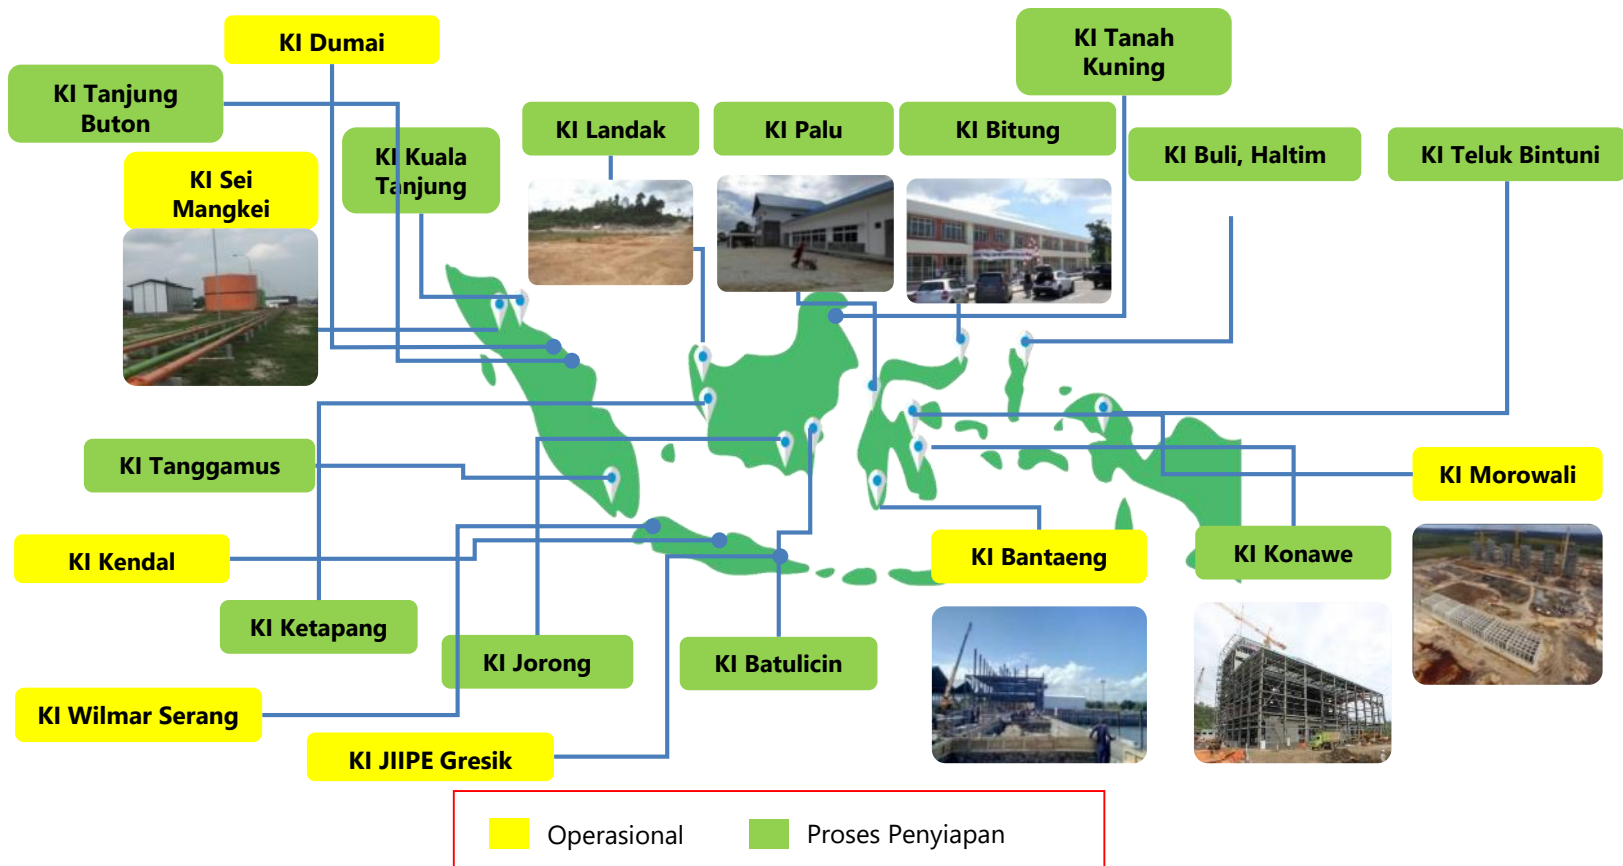 KI Dumai
KI Tanah
Kuning
KI Tanjung
Buton
KI Landak
KI Palu
KI Bitung
KI Kuala
Tanjung
KI Buli, Haltim
KI Teluk Bintuni
KI Sei
Mangkei
KI Tanggamus
KI Morowali
KI Kendal
KI Bantaeng
KI Konawe
KI Ketapang
KI Jorong
KI Batulicin
KI Wilmar Serang
KI JIIPE Gresik
Operasional
Proses Penyiapan